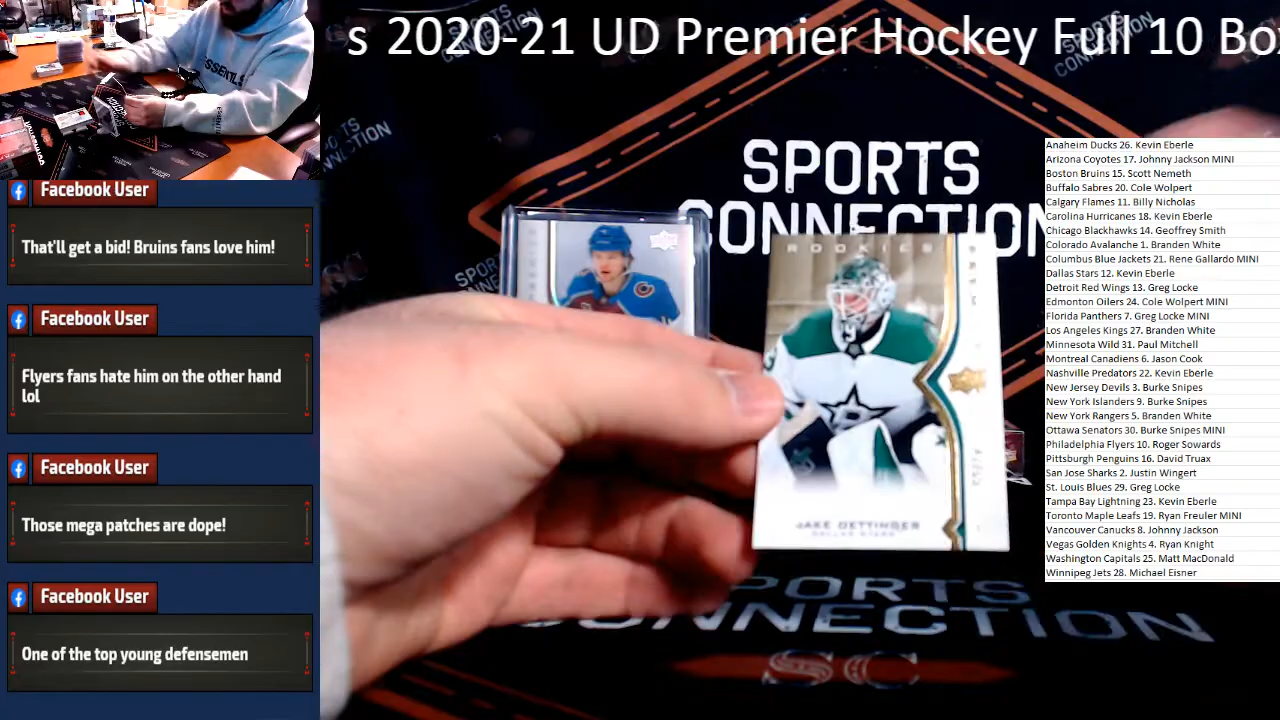 s 2020-21 UD Premier Hockey Full 10 Box
Facebook User
That'll get a bid! Bruins fans love him!
Facebook User
Flyers fans hate him on the other hand
lol
Facebook User
Those mega patches are dope!
Facebook User
One of the top young defensemen
SPORTS
CONNECTION
ROOKIES
JAKE OETTINGER
DALLAS STARS
SPORTS
CONNECTION
SC
Anaheim Ducks 26. Kevin Eberle
Arizona Coyotes 17. Johnny Jackson MINI
Boston Bruins 15. Scott Nemeth
Buffalo Sabres 20. Cole Wolpert
Calgary Flames 11. Billy Nicholas
Carolina Hurricanes 18. Kevin Eberle
Chicago Blackhawks 14. Geoffrey Smith
Colorado Avalanche 1. Branden White
Columbus Blue Jackets 21. Rene Gallardo MINI
Dallas Stars 12. Kevin Eberle
Detroit Red Wings 13. Greg Locke
Edmonton Oilers 24. Cole Wolpert MINI
Florida Panthers 7. Greg Locke MINI
Los Angeles Kings 27. Branden White
Minnesota Wild 31. Paul Mitchell
Montreal Canadiens 6. Jason Cook
Nashville Predators 22. Kevin Eberle
New Jersey Devils 3. Burke Snipes
New York Islanders 9. Burke Snipes
New York Rangers 5. Branden White
Ottawa Senators 30. Burke Snipes MINI
Philadelphia Flyers 10. Roger Sowards
Pittsburgh Penguins 16. David Truax
San Jose Sharks 2. Justin Wingert
St. Louis Blues 29. Greg Locke
Tampa Bay Lightning 23. Kevin Eberle
Toronto Maple Leafs 19. Ryan Freuler MINI
Vancouver Canucks 8. Johnny Jackson
Vegas Golden Knights 4. Ryan Knight
Washington Capitals 25. Matt MacDonald
Winnipeg Jets 28. Michael Eisner